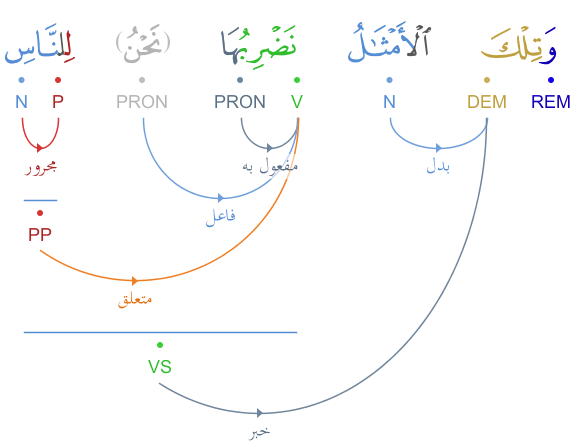 وَتِلْكَ ٱلْأَمْثَـٰلُ نَضْرِبُهَا (نَحْنُ) لِلنَّاسِ
REM DEM N V PRON PRON P N
بدل
مفعول به
مجرور
فاعل
PP
متعلق
VS
خبر